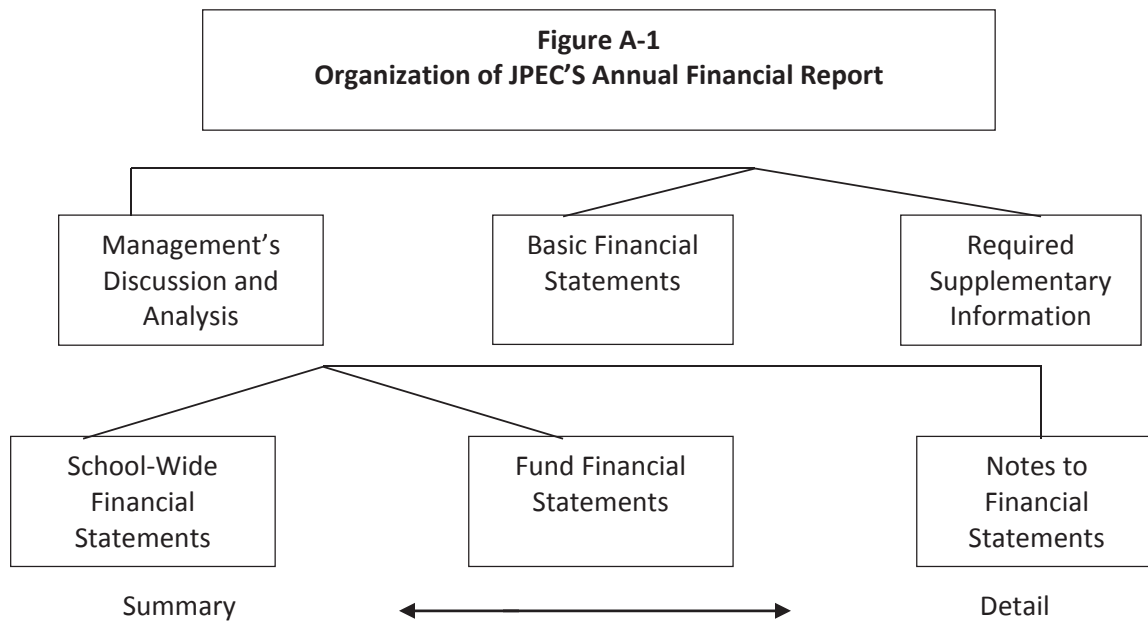 Figure A-1
Organization of JPEC’S Annual Financial Report
Management’s
Discussion and
Analysis
Basic Financial
Statements
Required
Supplementary
Information
School-Wide
Financial
Statements
Fund Financial
Statements
Notes to
Financial
Statements
Summary
Detail